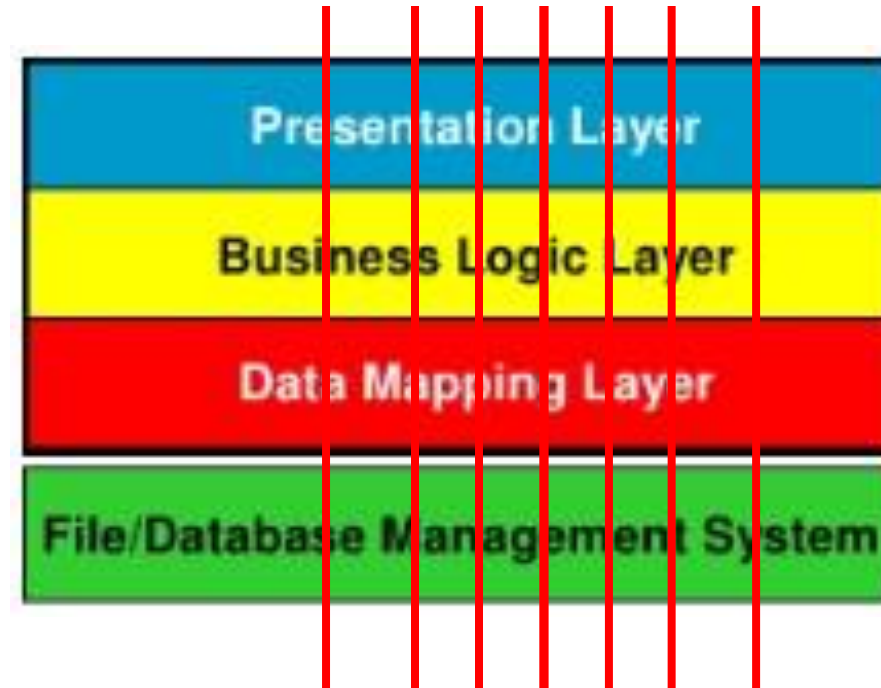 Presentation Layer
Business Logic Layer
Data Mapping Layer
File/Database Management System